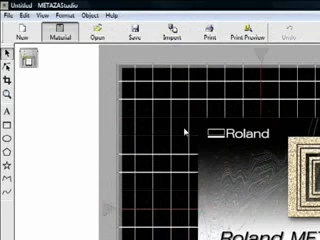 Untitled - METAZAStudio
File Edit View Format Object Help
New Material Open Save Import Print Print Preview Undo
Roland
Roland MET